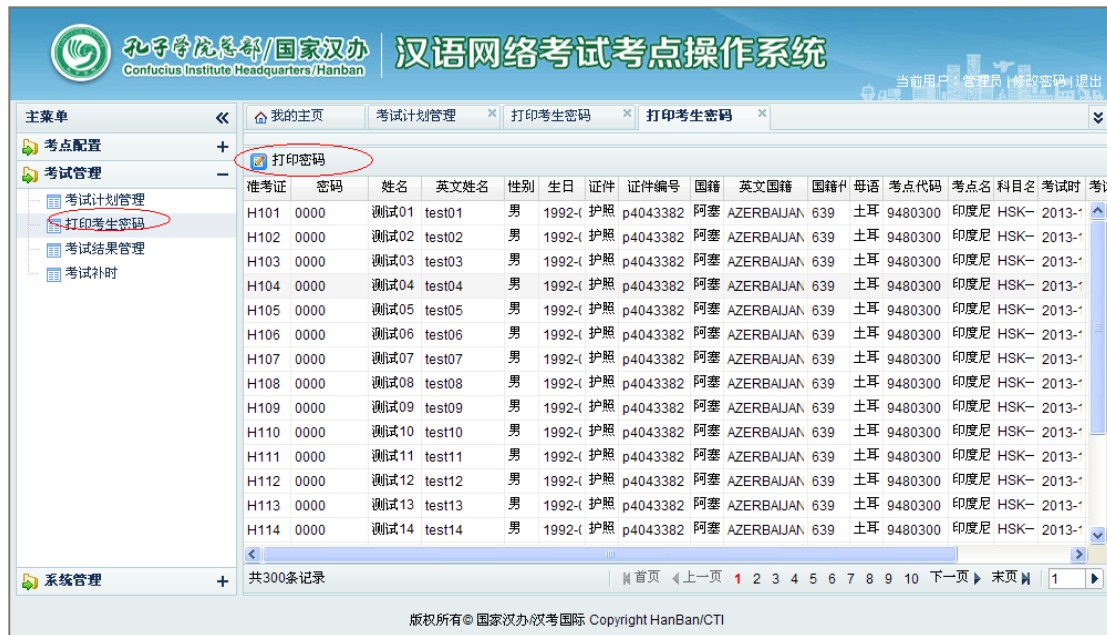 孔子学院总部/国家汉办 汉语网络考试考点操作系统
Confucius Institute Headquarters/Hanban
当前用户：管理员 | 修改密码 | 退出
主菜单 我的主页 考试计划管理 打印考生密码 打印考生密码
考点配置
考试管理
考试计划管理
打印考生密码
考试结果管理
考试补时
系统管理
打印密码
准考证 密码 姓名 英文姓名 性别 生日 证件 证件编号 国籍 英文国籍 国籍 母语 考点代码 考点名 科目名 考试时 考
H101 0000 测试01 test01 男 1992-0 护照 p4043382 阿塞 AZERBAIJAN 639 土耳 9480300 印度尼 HSK一 2013-1
H102 0000 测试02 test02 男 1992-0 护照 p4043382 阿塞 AZERBAIJAN 639 土耳 9480300 印度尼 HSK一 2013-1
H103 0000 测试03 test03 男 1992-0 护照 p4043382 阿塞 AZERBAIJAN 639 土耳 9480300 印度尼 HSK一 2013-1
H104 0000 测试04 test04 男 1992-0 护照 p4043382 阿塞 AZERBAIJAN 639 土耳 9480300 印度尼 HSK一 2013-1
H105 0000 测试05 test05 男 1992-0 护照 p4043382 阿塞 AZERBAIJAN 639 土耳 9480300 印度尼 HSK一 2013-1
H106 0000 测试06 test06 男 1992-0 护照 p4043382 阿塞 AZERBAIJAN 639 土耳 9480300 印度尼 HSK一 2013-1
H107 0000 测试07 test07 男 1992-0 护照 p4043382 阿塞 AZERBAIJAN 639 土耳 9480300 印度尼 HSK一 2013-1
H108 0000 测试08 test08 男 1992-0 护照 p4043382 阿塞 AZERBAIJAN 639 土耳 9480300 印度尼 HSK一 2013-1
H109 0000 测试09 test09 男 1992-0 护照 p4043382 阿塞 AZERBAIJAN 639 土耳 9480300 印度尼 HSK一 2013-1
H110 0000 测试10 test10 男 1992-0 护照 p4043382 阿塞 AZERBAIJAN 639 土耳 9480300 印度尼 HSK一 2013-1
H111 0000 测试11 test11 男 1992-0 护照 p4043382 阿塞 AZERBAIJAN 639 土耳 9480300 印度尼 HSK一 2013-1
H112 0000 测试12 test12 男 1992-0 护照 p4043382 阿塞 AZERBAIJAN 639 土耳 9480300 印度尼 HSK一 2013-1
H113 0000 测试13 test13 男 1992-0 护照 p4043382 阿塞 AZERBAIJAN 639 土耳 9480300 印度尼 HSK一 2013-1
H114 0000 测试14 test14 男 1992-0 护照 p4043382 阿塞 AZERBAIJAN 639 土耳 9480300 印度尼 HSK一 2013-1
共300条记录 首页 上一页 1 2 3 4 5 6 7 8 9 10 下一页 末页 1
版权所有© 国家汉办/汉考国际 Copyright HanBan/CTI